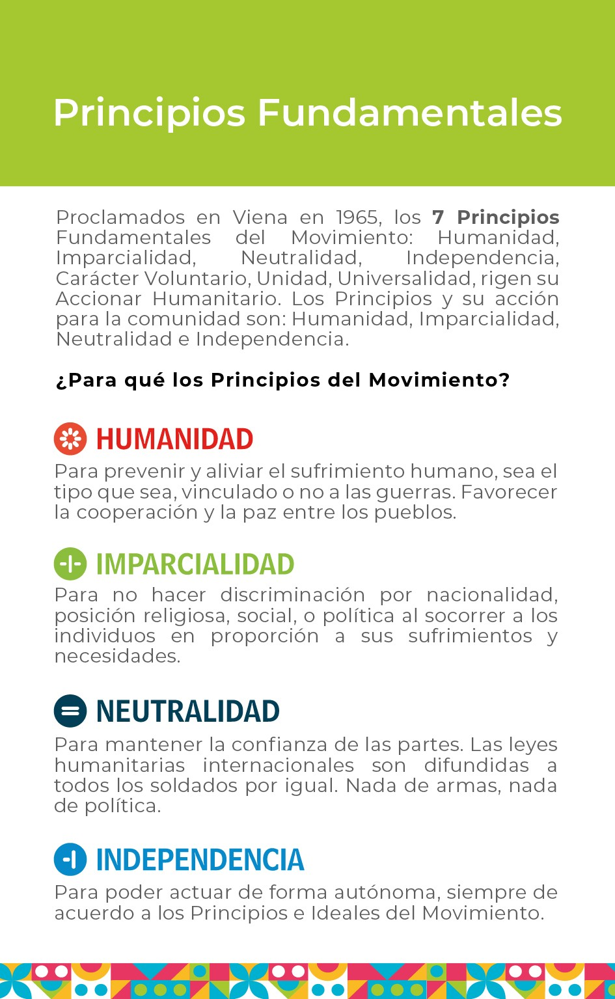 Principios Fundamentales
Proclamados en Viena en 1965, los 7 Principios
Fundamentales del Movimiento: Humanidad,
Imparcialidad, Neutralidad, Independencia,
Carácter Voluntario, Unidad, Universalidad, rigen su
Accionar Humanitario. Los Principios y su acción
para la comunidad son: Humanidad, Imparcialidad,
Neutralidad e Independencia.
¿Para qué los Principios del Movimiento?
HUMANIDAD
Para prevenir y aliviar el sufrimiento humano, sea el
tipo que sea, vinculado o no a las guerras. Favorecer
la cooperación y la paz entre los pueblos.
IMPARCIALIDAD
Para no hacer discriminación por nacionalidad,
posición religiosa, social, o política al socorrer a los
individuos en proporción a sus sufrimientos y
necesidades.
NEUTRALIDAD
Para mantener la confianza de las partes. Las leyes
humanitarias internacionales son difundidas a
todos los soldados por igual. Nada de armas, nada
de política.
INDEPENDENCIA
Para poder actuar de forma autónoma, siempre de
acuerdo a los Principios e Ideales del Movimiento.